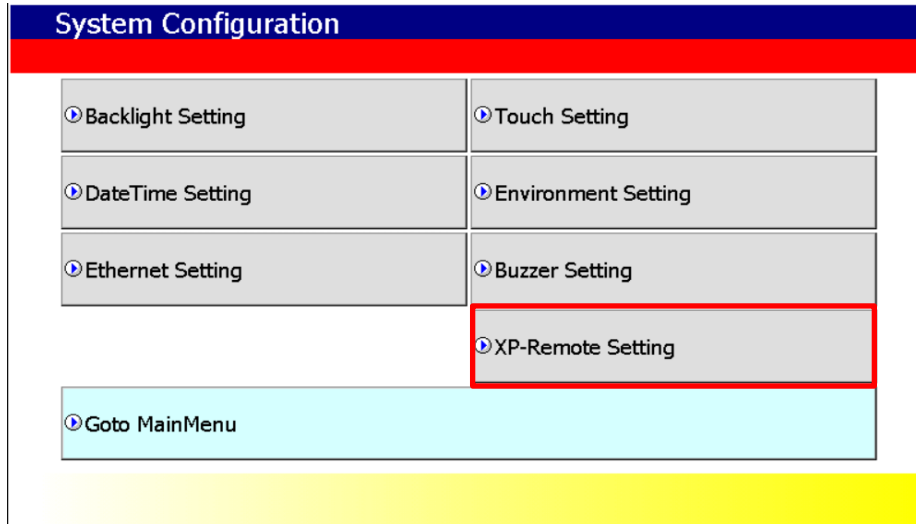 System Configuration
Backlight Setting
Touch Setting
DateTime Setting
Environment Setting
Ethernet Setting
Buzzer Setting
XP-Remote Setting
Goto MainMenu